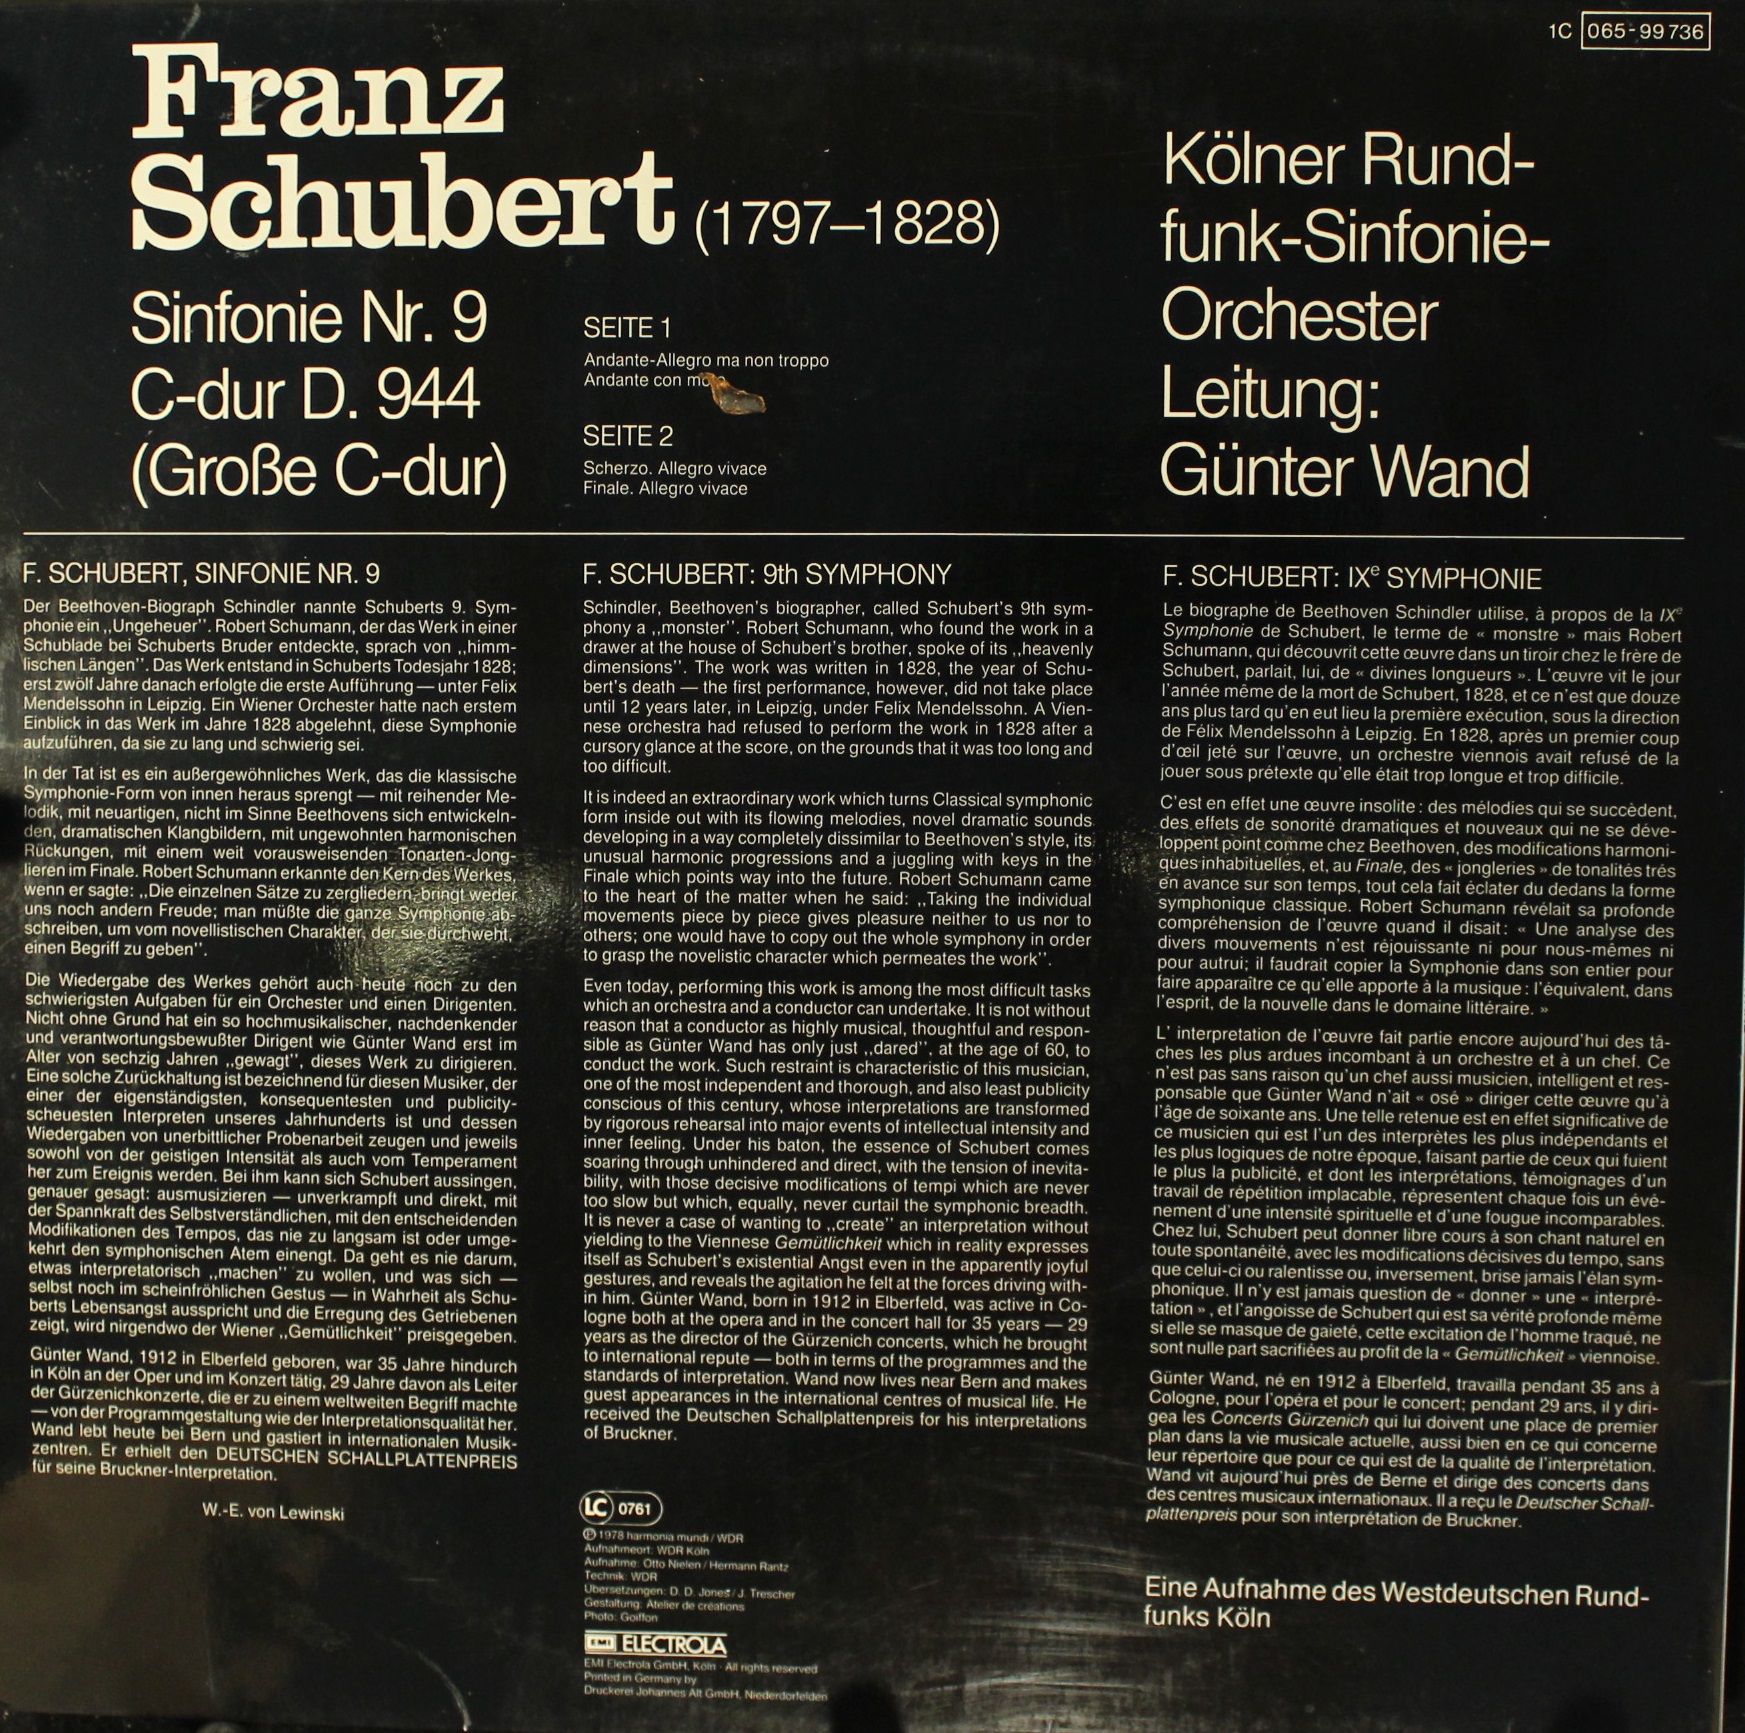 1C 065-99736
Franz
Schubert (1797–1828)
Sinfonie Nr. 9
C-dur D. 944
(Große C-dur)
SEITE 1
Andante-Allegro ma non troppo
Andante con
SEITE 2
Scherzo. Allegro vivace
Finale. Allegro vivace
Kölner Rund-
funk-Sinfonie-
Orchester
Leitung:
Günter Wand
F. SCHUBERT, SINFONIE NR. 9
Der Beethoven-Biograph Schindler nannte Schuberts 9. Sym-
phonie ein ,,Ungeheuer''. Robert Schumann, der das Werk in einer
Schublade bei Schuberts Bruder entdeckte, sprach von ,,himm-
lischen Längen''. Das Werk entstand in Schuberts Todesjahr 1828;
erst zwölf Jahre danach erfolgte die erste Aufführung — unter Felix
Mendelssohn in Leipzig. Ein Wiener Orchester hatte nach erstem
Einblick in das Werk im Jahre 1828 abgelehnt, diese Symphonie
aufzuführen, da sie zu lang und schwierig sei.
In der Tat ist es ein außergewöhnliches Werk, das die klassische
Symphonie-Form von innen heraus sprengt — mit reihender Me-
lodik, mit neuartigen, nicht im Sinne Beethovens sich entwickeln-
den, dramatischen Klangbildern, mit ungewohnten harmonischen
Rückungen, mit einem weit vorausweisenden Tonarten-Jong-
lieren im Finale. Robert Schumann erkannte den Kern des Werkes,
wenn er sagte: ,,Die einzelnen Sätze zu zergliedern, bringt weder
uns noch andern Freude; man müßte die ganze Symphonie ab-
schreiben, um vom novellistischen Charakter, der sie durchweht,
einen Begriff zu geben''.
Die Wiedergabe des Werkes gehört auch heute noch zu den
schwierigsten Aufgaben für ein Orchester und einen Dirigenten.
Nicht ohne Grund hat ein so hochmusikalischer, nachdenkender
und verantwortungsbewußter Dirigent wie Günter Wand erst im
Alter von sechzig Jahren ,,gewagt'', dieses Werk zu dirigieren.
Eine solche Zurückhaltung ist bezeichnend für diesen Musiker, der
einer der eigenständigsten, konsequentesten und publicity-
scheuesten Interpreten unseres Jahrhunderts ist und dessen
Wiedergaben von unerbittlicher Probenarbeit zeugen und jeweils
sowohl von der geistigen Intensität als auch vom Temperament
her zum Ereignis werden. Bei ihm kann sich Schubert aussingen,
genauer gesagt: ausmusizieren — unverkrampft und direkt, mit
der Spannkraft des Selbstverständlichen, mit den entscheidenden
Modifikationen des Tempos, das nie zu langsam ist oder umge-
kehrt den symphonischen Atem einengt. Da geht es nie darum,
etwas interpretatorisch ,,machen'' zu wollen, und was sich —
selbst noch im scheinfröhlichen Gestus — in Wahrheit als Schu-
berts Lebensangst ausspricht und die Erregung des Getriebenen
zeigt, wird nirgendwo der Wiener ,,Gemütlichkeit'' preisgegeben.
Günter Wand, 1912 in Elberfeld geboren, war 35 Jahre hindurch
in Köln an der Oper und im Konzert tätig, 29 Jahre davon als Leiter
der Gürzenichkonzerte, die er zu einem weltweiten Begriff machte
— von der Programmgestaltung wie der Interpretationsqualität her.
Wand lebt heute bei Bern und gastiert in internationalen Musik-
zentren. Er erhielt den DEUTSCHEN SCHALLPLATTENPREIS
für seine Bruckner-Interpretation.
W.-E. von Lewinski
F. SCHUBERT: 9th SYMPHONY
Schindler, Beethoven's biographer, called Schubert's 9th sym-
phony a ,,monster''. Robert Schumann, who found the work in a
drawer at the house of Schubert's brother, spoke of its ,,heavenly
dimensions''. The work was written in 1828, the year of Schu-
bert's death — the first performance, however, did not take place
until 12 years later, in Leipzig, under Felix Mendelssohn. A Vien-
nese orchestra had refused to perform the work in 1828 after a
cursory glance at the score, on the grounds that it was too long and
too difficult.
It is indeed an extraordinary work which turns Classical symphonic
form inside out with its flowing melodies, novel dramatic sounds
developing in a way completely dissimilar to Beethoven's style, its
unusual harmonic progressions and a juggling with keys in the
Finale which points way into the future. Robert Schumann came
to the heart of the matter when he said: ,,Taking the individual
movements piece by piece gives pleasure neither to us nor to
others; one would have to copy out the whole symphony in order
to grasp the novelistic character which permeates the work''.
Even today, performing this work is among the most difficult tasks
which an orchestra and a conductor can undertake. It is not without
reason that a conductor as highly musical, thoughtful and respon-
sible as Günter Wand has only just ,,dared'', at the age of 60, to
conduct the work. Such restraint is characteristic of this musician,
one of the most independent and thorough, and also least publicity
conscious of this century, whose interpretations are transformed
by rigorous rehearsal into major events of intellectual intensity and
inner feeling. Under his baton, the essence of Schubert comes
soaring through unhindered and direct, with the tension of inevita-
bility, with those decisive modifications of tempi which are never
too slow but which, equally, never curtail the symphonic breadth.
It is never a case of wanting to ,,create'' an interpretation without
yielding to the Viennese Gemütlichkeit which in reality expresses
itself as Schubert's existential Angst even in the apparently joyful
gestures, and reveals the agitation he felt at the forces driving with-
in him. Günter Wand, born in 1912 in Elberfeld, was active in Co-
logne both at the opera and in the concert hall for 35 years — 29
years as the director of the Gürzenich concerts, which he brought
to international repute — both in terms of the programmes and the
standards of interpretation. Wand now lives near Bern and makes
guest appearances in the international centres of musical life. He
received the Deutschen Schallplattenpreis for his interpretations
of Bruckner.
LC 0761
℗ 1978 harmonia mundi / WDR
Aufnahmeort: WDR Köln
Aufnahme: Otto Nielen / Hermann Rantz
Technik: WDR
Übersetzungen: D. D. Jones / J. Trescher
Gestaltung: Atelier de créations
Photo: Goiffon
EMI ELECTROLA
EMI Electrola GmbH, Köln · All rights reserved
Printed in Germany by
Druckerei Johannes Alt GmbH, Niederdorfelden
F. SCHUBERT: IXe SYMPHONIE
Le biographe de Beethoven Schindler utilise, à propos de la IXe
Symphonie de Schubert, le terme de « monstre » mais Robert
Schumann, qui découvrit cette œuvre dans un tiroir chez le frère de
Schubert, parlait, lui, de « divines longueurs ». L'œuvre vit le jour
l'année même de la mort de Schubert, 1828, et ce n'est que douze
ans plus tard qu'en eut lieu la première exécution, sous la direction
de Félix Mendelssohn à Leipzig. En 1828, après un premier coup
d'œil jeté sur l'œuvre, un orchestre viennois avait refusé de la
jouer sous prétexte qu'elle était trop longue et trop difficile.
C'est en effet une œuvre insolite : des mélodies qui se succèdent,
des effets de sonorité dramatiques et nouveaux qui ne se déve-
loppent point comme chez Beethoven, des modifications harmoni-
ques inhabituelles, et, au Finale, des « jongleries » de tonalités très
en avance sur son temps, tout cela fait éclater du dedans la forme
symphonique classique. Robert Schumann révélait sa profonde
compréhension de l'œuvre quand il disait : « Une analyse des
divers mouvements n'est réjouissante ni pour nous-mêmes ni
pour autrui; il faudrait copier la Symphonie dans son entier pour
faire apparaître ce qu'elle apporte à la musique : l'équivalent, dans
l'esprit, de la nouvelle dans le domaine littéraire. »
L' interpretation de l'œuvre fait partie encore aujourd'hui des tâ-
ches les plus ardues incombant à un orchestre et à un chef. Ce
n'est pas sans raison qu'un chef aussi musicien, intelligent et res-
ponsable que Günter Wand n'ait « osé » diriger cette œuvre qu'à
l'âge de soixante ans. Une telle retenue est en effet significative de
ce musicien qui est l'un des interprètes les plus indépendants et
les plus logiques de notre époque, faisant partie de ceux qui fuient
le plus la publicité, et dont les interprétations, témoignages d'un
travail de répétition implacable, répresentent chaque fois un évé-
nement d'une intensité spirituelle et d'une fougue incomparables.
Chez lui, Schubert peut donner libre cours à son chant naturel en
toute spontanéité, avec les modifications décisives du tempo, sans
que celui-ci ou ralentisse ou, inversement, brise jamais l'élan sym-
phonique. Il n'y est jamais question de « donner » une « interpré-
tation », et l'angoisse de Schubert qui est sa vérité profonde même
si elle se masque de gaieté, cette excitation de l'homme traqué, ne
sont nulle part sacrifiées au profit de la « Gemütlichkeit » viennoise.
Günter Wand, né en 1912 à Elberfeld, travailla pendant 35 ans à
Cologne, pour l'opéra et pour le concert; pendant 29 ans, il y diri-
gea les Concerts Gürzenich qui lui doivent une place de premier
plan dans la vie musicale actuelle, aussi bien en ce qui concerne
leur répertoire que pour ce qui est de la qualité de l'interprétation.
Wand vit aujourd'hui près de Berne et dirige des concerts dans
des centres musicaux internationaux. Il a reçu le Deutscher Schall-
plattenpreis pour son interprétation de Bruckner.
Eine Aufnahme des Westdeutschen Rund-
funks Köln